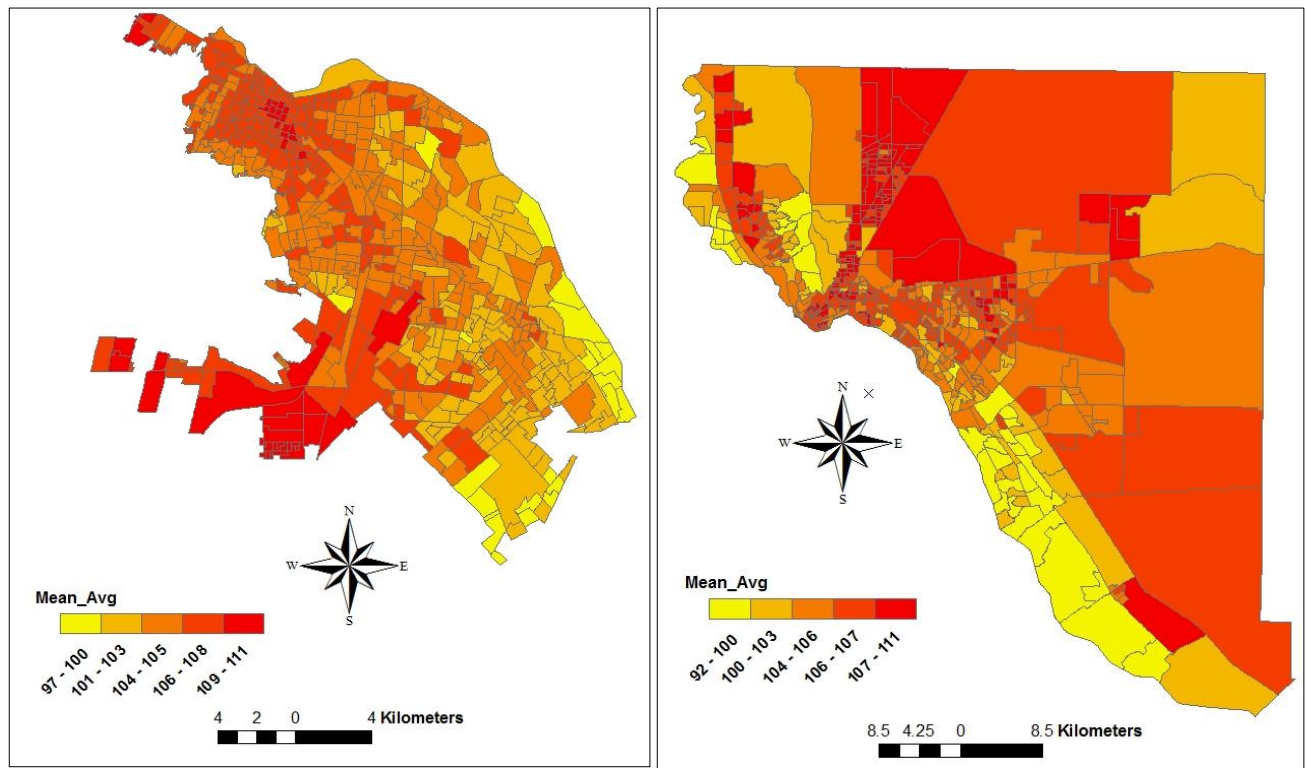 N
W E
S
Mean_Avg
97 - 100
101 - 103
104 - 105
106 - 108
109 - 111
4 2 0 4 Kilometers
N
W E
S
Mean_Avg
92 - 100
100 - 103
104 - 106
106 - 107
107 - 111
8.5 4.25 0 8.5 Kilometers